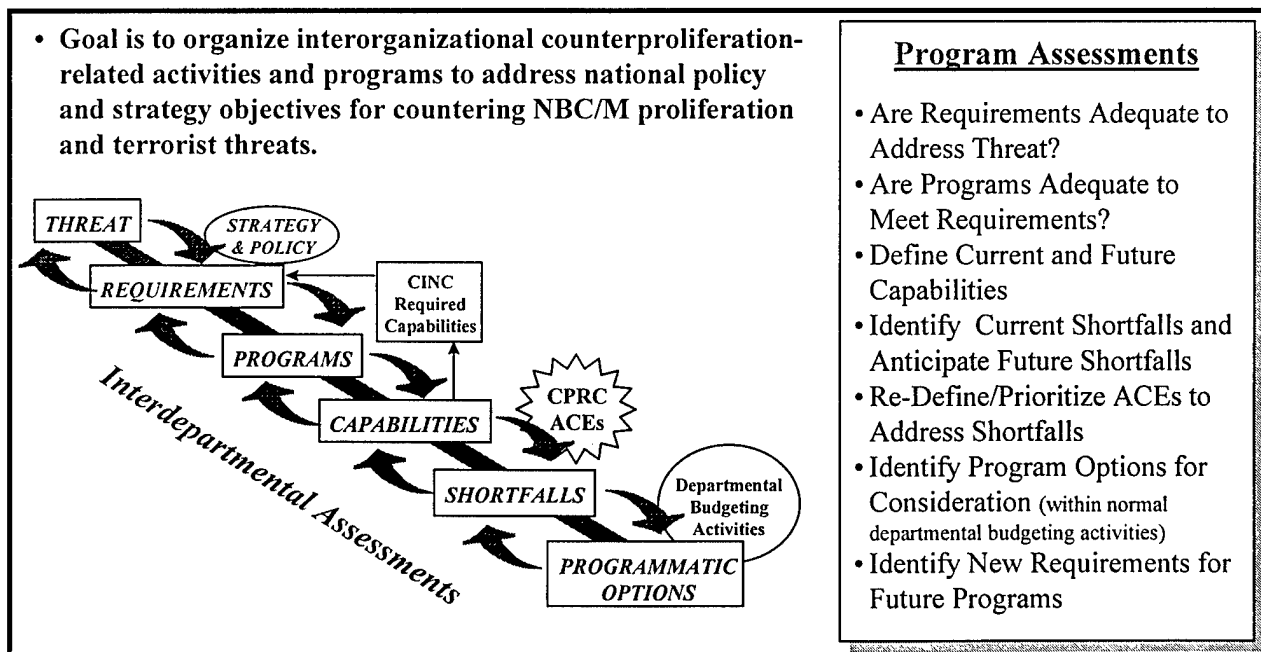 • Goal is to organize interorganizational counterproliferation-
related activities and programs to address national policy
and strategy objectives for countering NBC/M proliferation
and terrorist threats.
THREAT
STRATEGY
& POLICY
REQUIREMENTS
CINC
Required
Capabilities
PROGRAMS
CAPABILITIES
CPRC
ACEs
SHORTFALLS
Departmental
Budgeting
Activities
PROGRAMMATIC
OPTIONS
Interdepartmental Assessments
Program Assessments
• Are Requirements Adequate to
Address Threat?
• Are Programs Adequate to
Meet Requirements?
• Define Current and Future
Capabilities
• Identify Current Shortfalls and
Anticipate Future Shortfalls
• Re-Define/Prioritize ACEs to
Address Shortfalls
• Identify Program Options for
Consideration (within normal
departmental budgeting activities)
• Identify New Requirements for
Future Programs